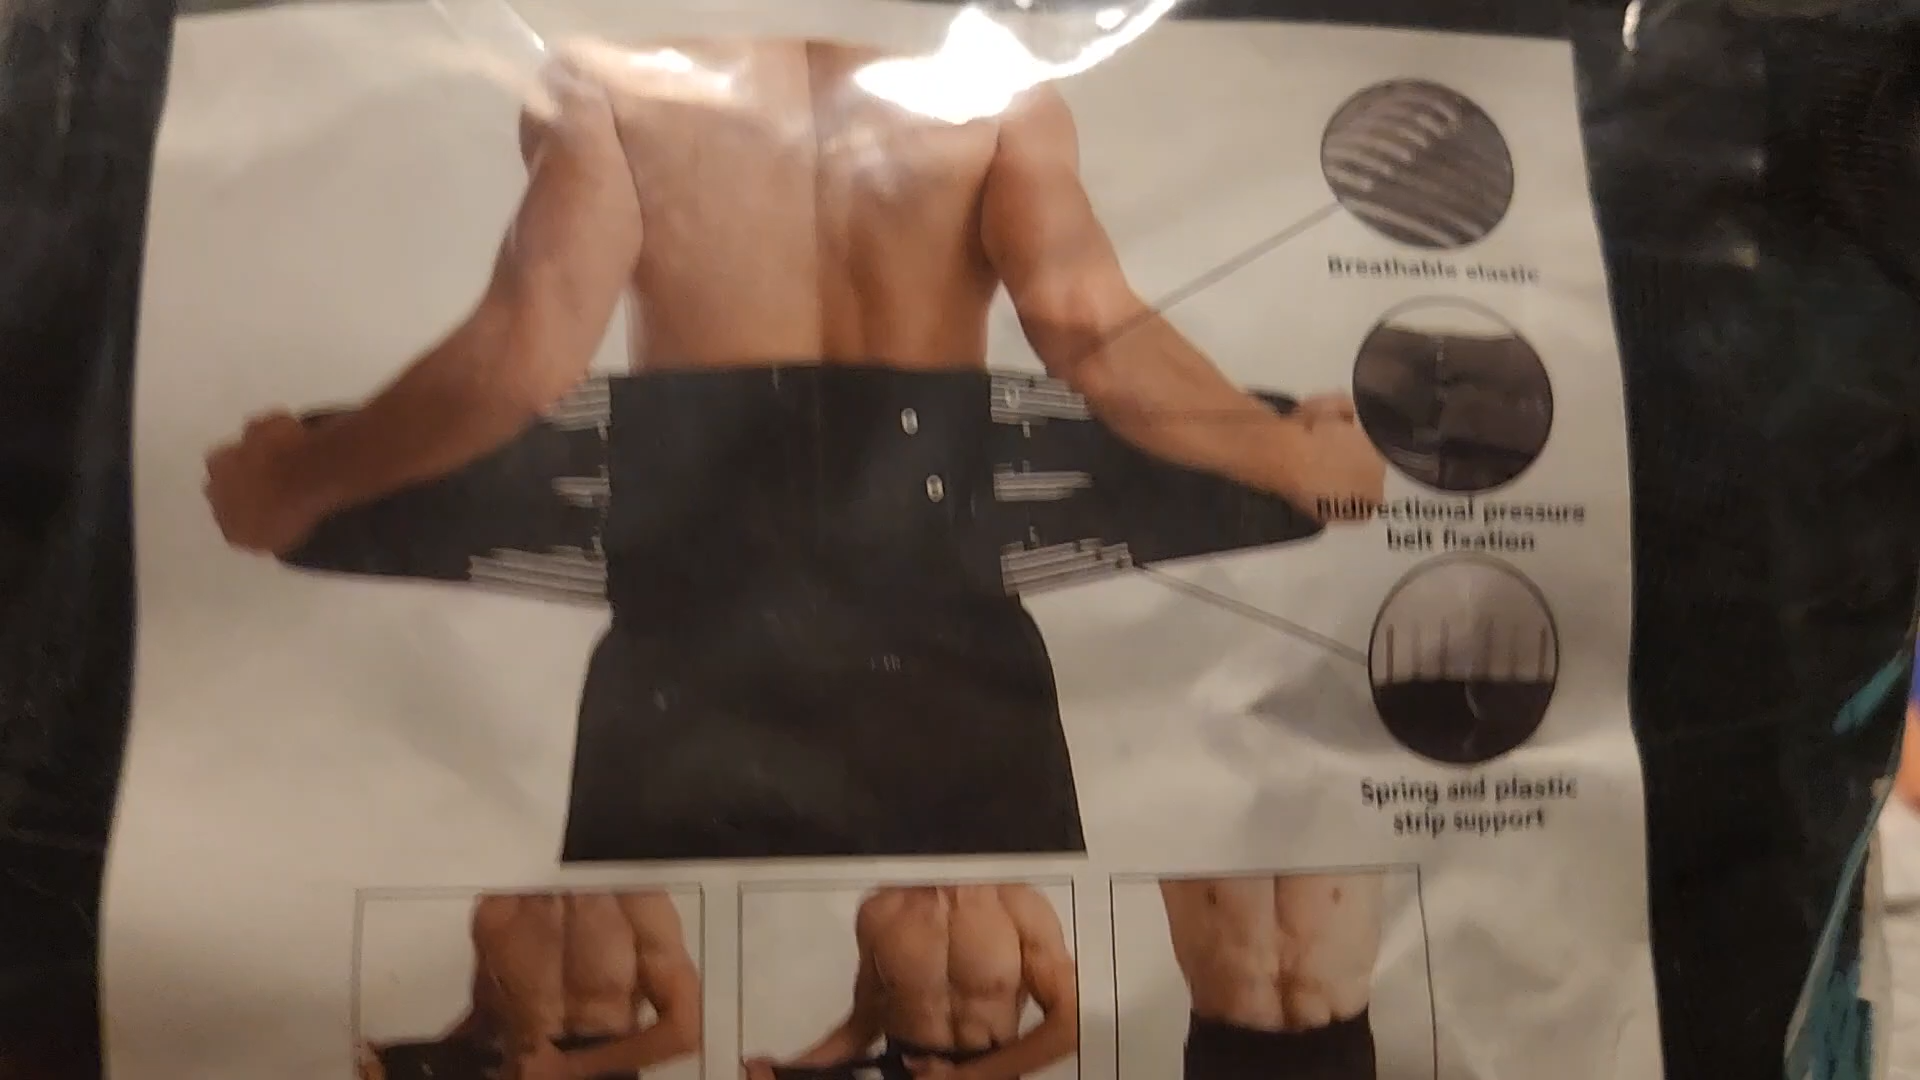 Breathable elastic
Bidirectional pressure
belt fixation
Spring and plastic
strip support